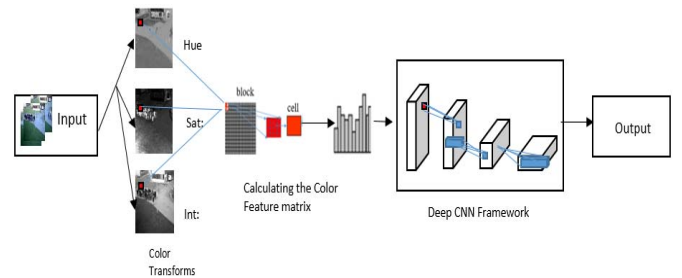 Input
Hue
Sat:
Int:
Color
Transforms
block
cell
Calculating the Color
Feature matrix
Deep CNN Framework
Output